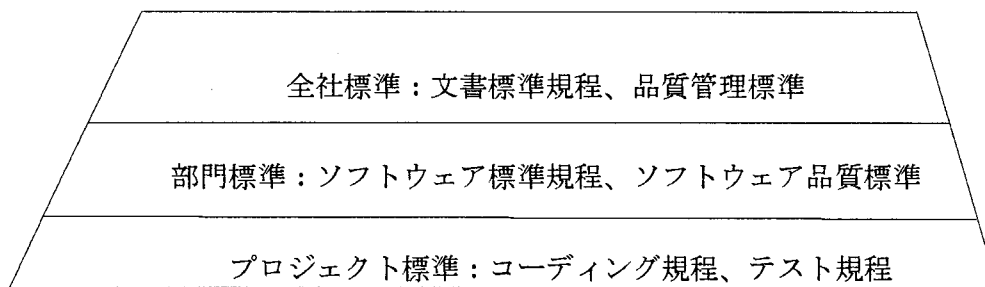 全社標準：文書標準規程、品質管理標準
部門標準：ソフトウェア標準規程、ソフトウェア品質標準
プロジェクト標準：コーディング規程、テスト規程